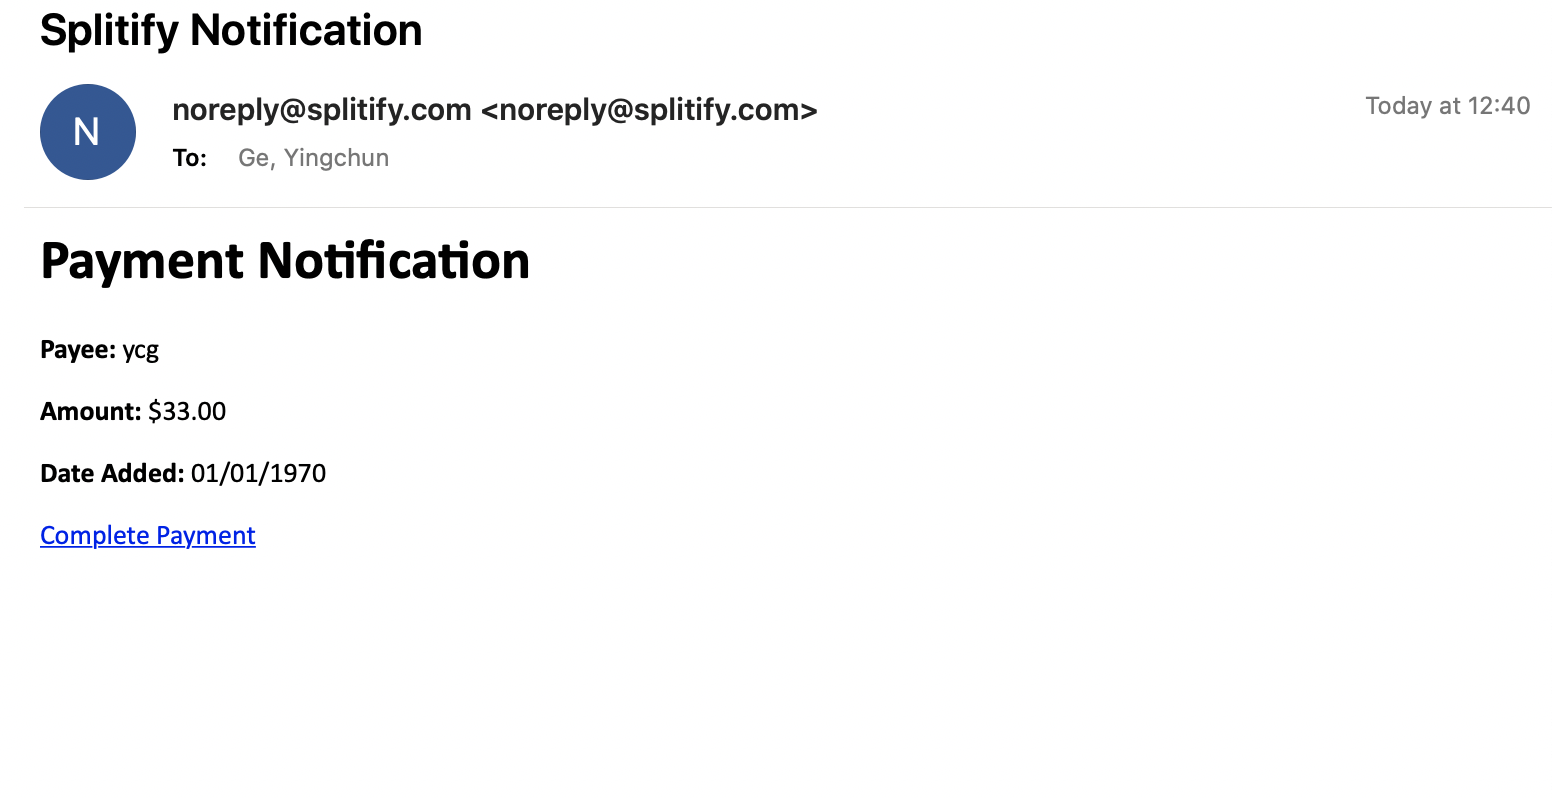 Splitify Notification
N
noreply@splitify.com <noreply@splitify.com>
Today at 12:40
To: Ge, Yingchun
Payment Notification
Payee: ycg
Amount: $33.00
Date Added: 01/01/1970
Complete Payment